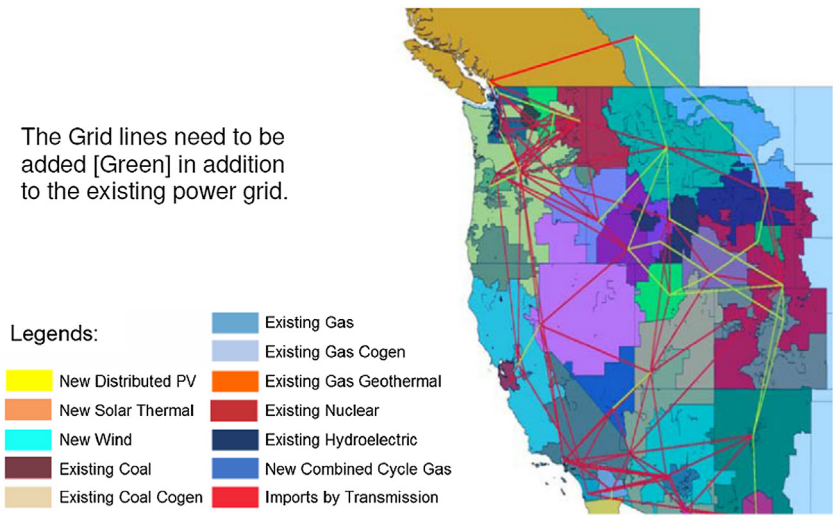 The Grid lines need to be
added [Green] in addition
to the existing power grid.
Legends:
New Distributed PV
New Solar Thermal
New Wind
Existing Coal
Existing Coal Cogen
Existing Gas
Existing Gas Cogen
Existing Gas Geothermal
Existing Nuclear
Existing Hydroelectric
New Combined Cycle Gas
Imports by Transmission